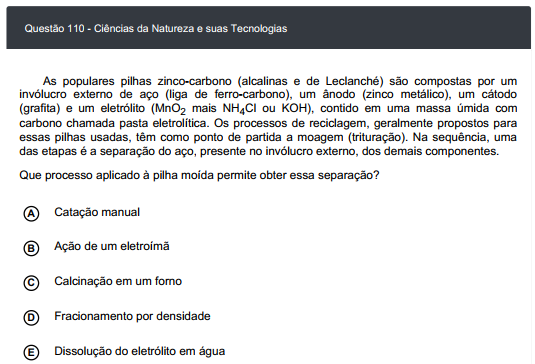 Questão 110 - Ciências da Natureza e suas Tecnologias
As populares pilhas zinco-carbono (alcalinas e de Leclanché) são compostas por um
invólucro externo de aço (liga de ferro-carbono), um ânodo (zinco metálico), um cátodo
(grafita) e um eletrólito (MnO₂ mais NH₄Cl ou KOH), contido em uma massa úmida com
carbono chamada pasta eletrolítica. Os processos de reciclagem, geralmente propostos para
essas pilhas usadas, têm como ponto de partida a moagem (trituração). Na sequência, uma
das etapas é a separação do aço, presente no invólucro externo, dos demais componentes.
Que processo aplicado à pilha moída permite obter essa separação?
A Catação manual
B Ação de um eletroímã
C Calcinação em um forno
D Fracionamento por densidade
E Dissolução do eletrólito em água